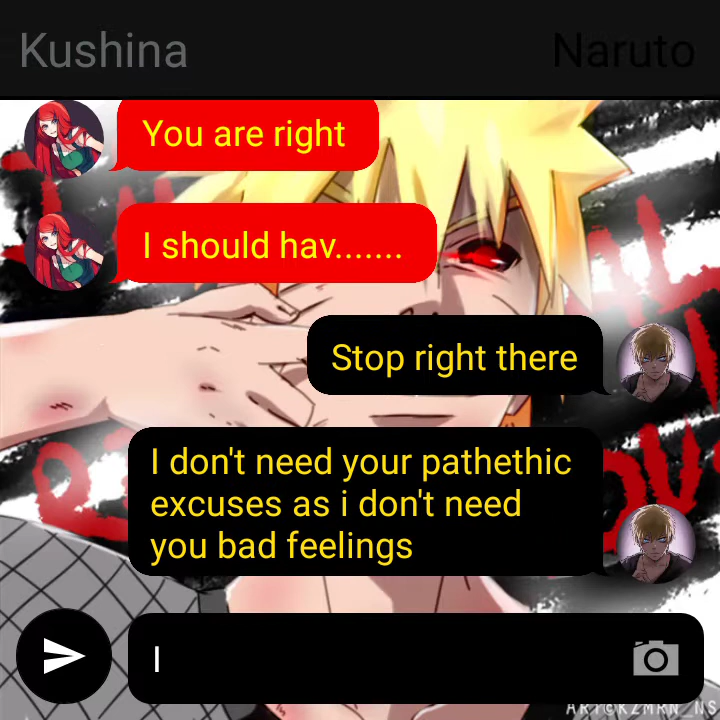 Kushina
Naruto
You are right
I should hav.......
Stop right there
I don't need your pathethic
excuses as i don't need
you bad feelings